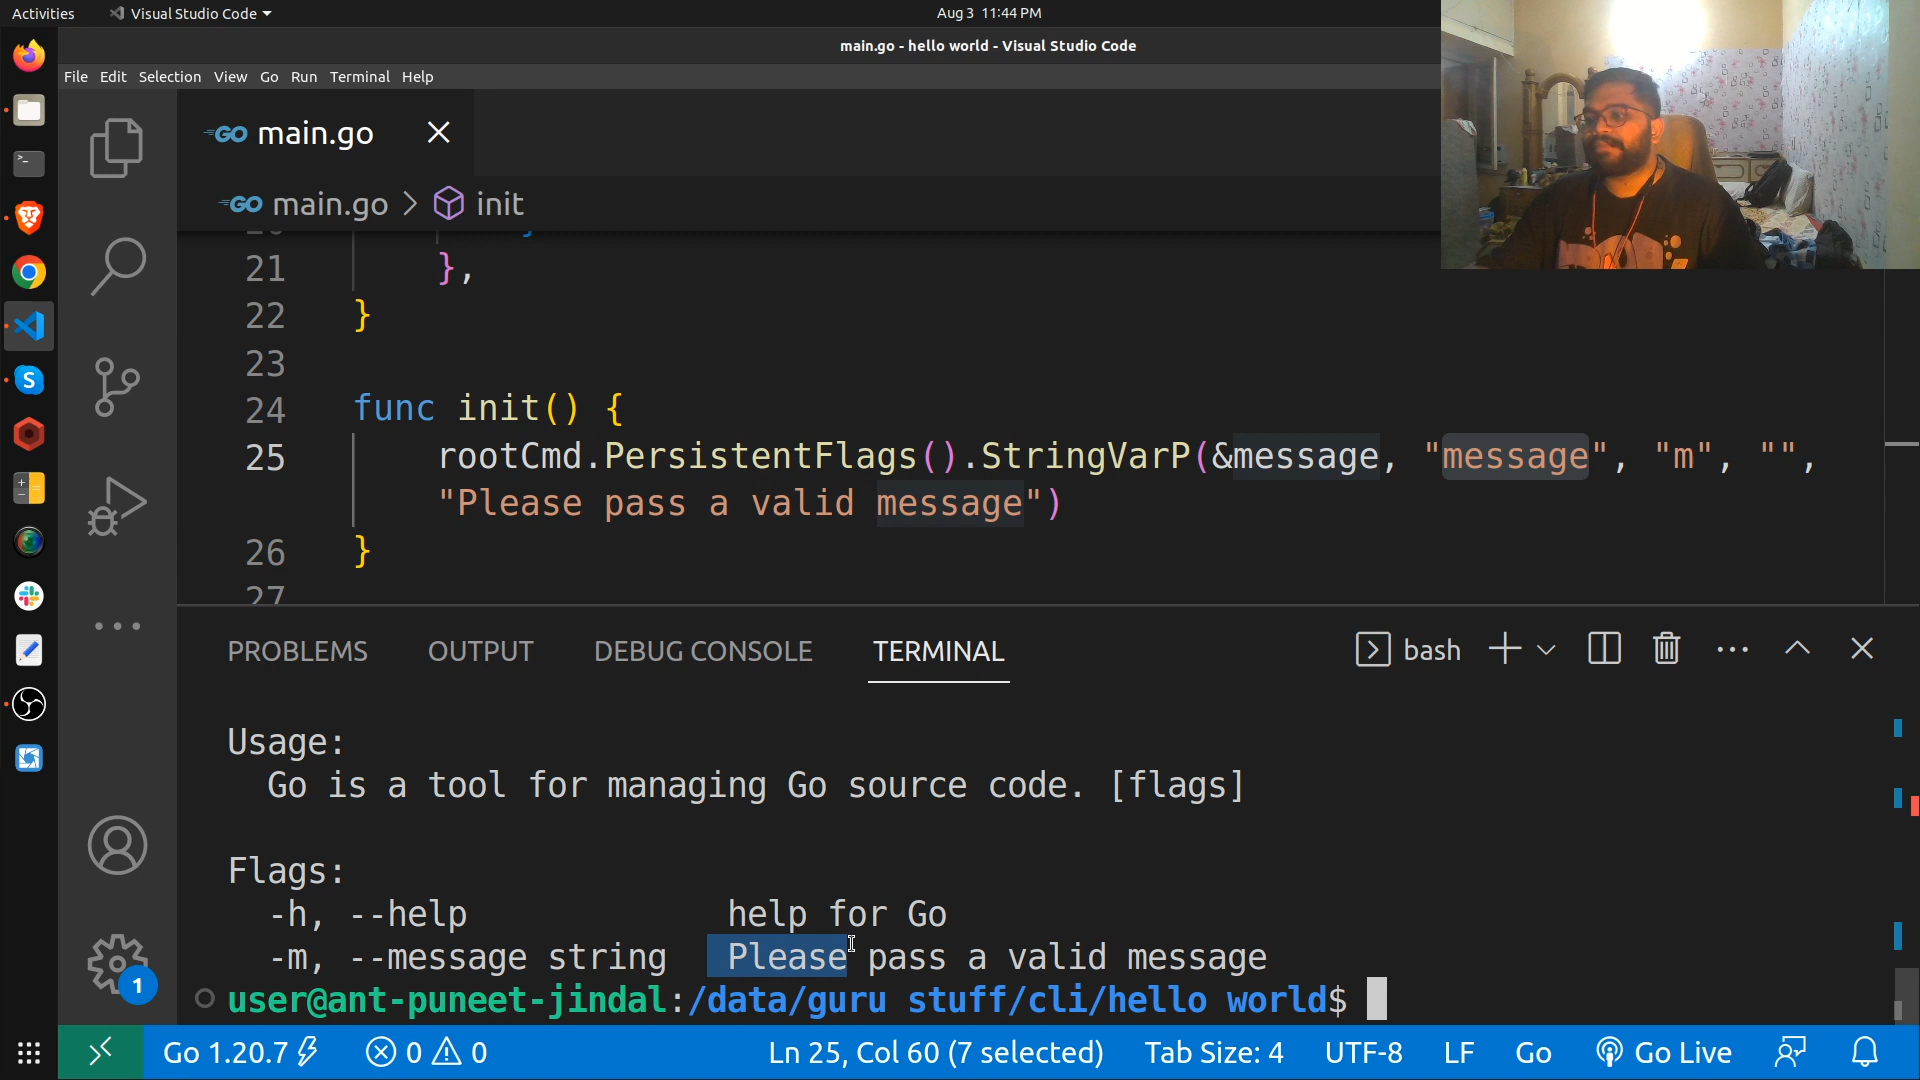 Activities
Visual Studio Code
Aug 3 11:44 PM
main.go - hello world - Visual Studio Code
File Edit Selection View Go Run Terminal Help
GO main.go
GO main.go > init
21 },
22 }
23
24 func init() {
25 rootCmd.PersistentFlags().StringVarP(&message, "message", "m", "",
"Please pass a valid message")
26 }
27
PROBLEMS OUTPUT DEBUG CONSOLE TERMINAL
bash
Usage:
Go is a tool for managing Go source code. [flags]
Flags:
-h, --help help for Go
-m, --message string Please pass a valid message
user@ant-puneet-jindal:/data/guru stuff/cli/hello world$
1
Go 1.20.7 0 0 Ln 25, Col 60 (7 selected) Tab Size: 4 UTF-8 LF Go Go Live